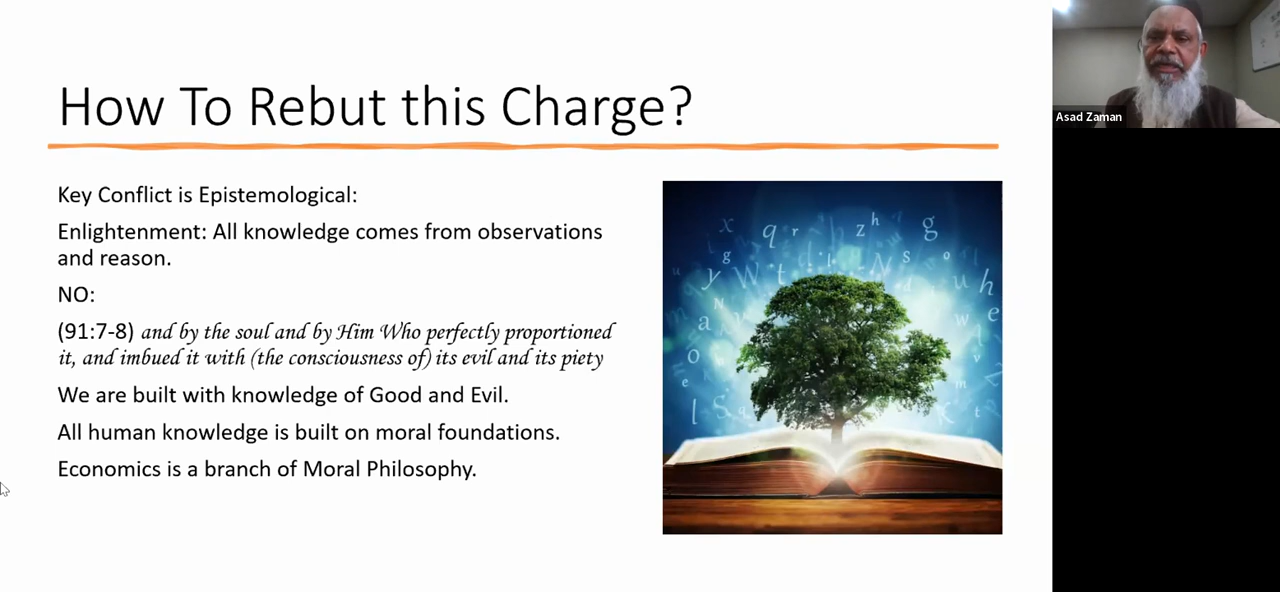 How To Rebut this Charge?
Key Conflict is Epistemological:
Enlightenment: All knowledge comes from observations
and reason.
NO:
(91:7-8) and by the soul and by Him Who perfectly proportioned
it, and imbued it with (the consciousness of) its evil and its piety
We are built with knowledge of Good and Evil.
All human knowledge is built on moral foundations.
Economics is a branch of Moral Philosophy.
Asad Zaman